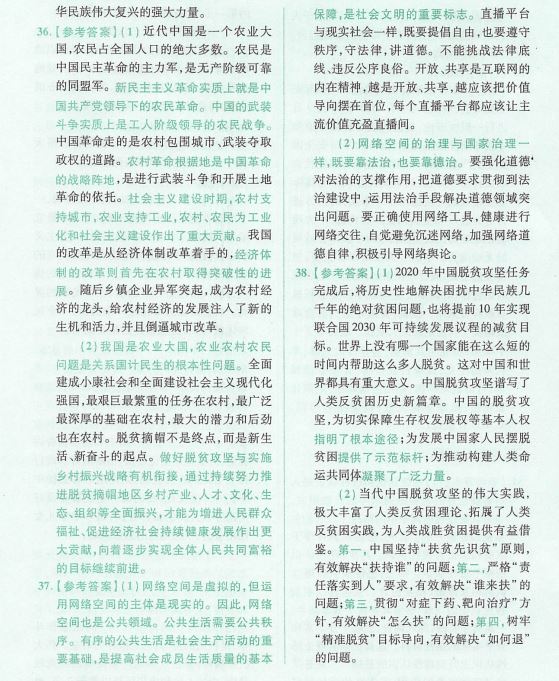 华民族伟大复兴的强大力量。
36.【参考答案】(1)近代中国是一个农业大
国,农民占全国人口的绝大多数。农民是
中国民主革命的主力军,是无产阶级可靠
的同盟军。新民主主义革命实质上就是中
国共产党领导下的农民革命。中国的武装
斗争实质上是工人阶级领导的农民战争。
中国革命走的是农村包围城市、武装夺取
政权的道路。农村革命根据地是中国革命
的战略阵地,是进行武装斗争和开展土地
革命的依托。社会主义建设时期,农村支
持城市,农业支持工业,农村、农民为工业
化和社会主义建设作出了重大贡献。我国
的改革是从经济体制改革着手的,经济体
制的改革则首先在农村取得突破性的进
展。随后乡镇企业异军突起,成为农村经
济的龙头,给农村经济的发展注入了新的
生机和活力,并且倒逼城市改革。
(2)我国是农业大国,农业农村农民
问题是关系国计民生的根本性问题。全面
建成小康社会和全面建设社会主义现代化
强国,最艰巨最繁重的任务在农村,最广泛
最深厚的基础在农村,最大的潜力和后劲
也在农村。脱贫摘帽不是终点,而是新生
活、新奋斗的起点。做好脱贫攻坚与实施
乡村振兴战略有机衔接,通过持续努力推
进脱贫摘帽地区乡村产业、人才、文化、生
态、组织等全面振兴,才能为增进人民群众
福祉、促进经济社会持续健康发展作出更
大贡献,向着逐步实现全体人民共同富裕
的目标继续前进。
37.【参考答案】(1)网络空间是虚拟的,但运
用网络空间的主体是现实的。因此,网络
空间也是公共领域。公共生活需要公共秩
序。有序的公共生活是社会生产活动的重
要基础,是提高社会成员生活质量的基本
保障,是社会文明的重要标志。直播平台
与现实社会一样,既要提倡自由,也要遵守
秩序,守法律,讲道德。不能挑战法律底
线、违反公序良俗。开放、共享是互联网的
内在精神,越是开放、共享,越应该把价值
导向摆在首位,每个直播平台都应该让主
流价值充盈直播间。
(2)网络空间的治理与国家治理一
样,既要靠法治,也要靠德治。要强化道德
对法治的支撑作用,把道德要求贯彻到法
治建设中,运用法治手段解决道德领域突
出问题。要正确使用网络工具,健康进行
网络交往,自觉避免沉迷网络,加强网络道
德自律,积极引导网络舆论。
38.【参考答案】(1)2020年中国脱贫攻坚任务
完成后,将历史性地解决困扰中华民族几
千年的绝对贫困问题,也将提前10年实现
联合国2030年可持续发展议程的减贫目
标。世界上没有哪一个国家能在这么短的
时间内帮助这么多人脱贫。这对中国和世
界都具有重大意义。中国脱贫攻坚谱写了
人类反贫困历史新篇章。中国的脱贫攻
坚,为切实保障生存权发展权等基本人权
指明了根本途径;为发展中国家人民摆脱
贫困提供了示范标杆;为推动构建人类命
运共同体凝聚了广泛力量。
(2)当代中国脱贫攻坚的伟大实践,
极大丰富了人类反贫困理论、拓展了人类
反贫困实践,为人类战胜贫困提供有益借
鉴。第一,中国坚持“扶贫先识贫”原则,
有效解决“扶持谁”的问题;第二,严格“责
任落实到人”要求,有效解决“谁来扶”的
问题;第三,贯彻“对症下药、靶向治疗”方
针,有效解决“怎么扶”的问题;第四,树牢
“精准脱贫”目标导向,有效解决“如何退”
的问题。